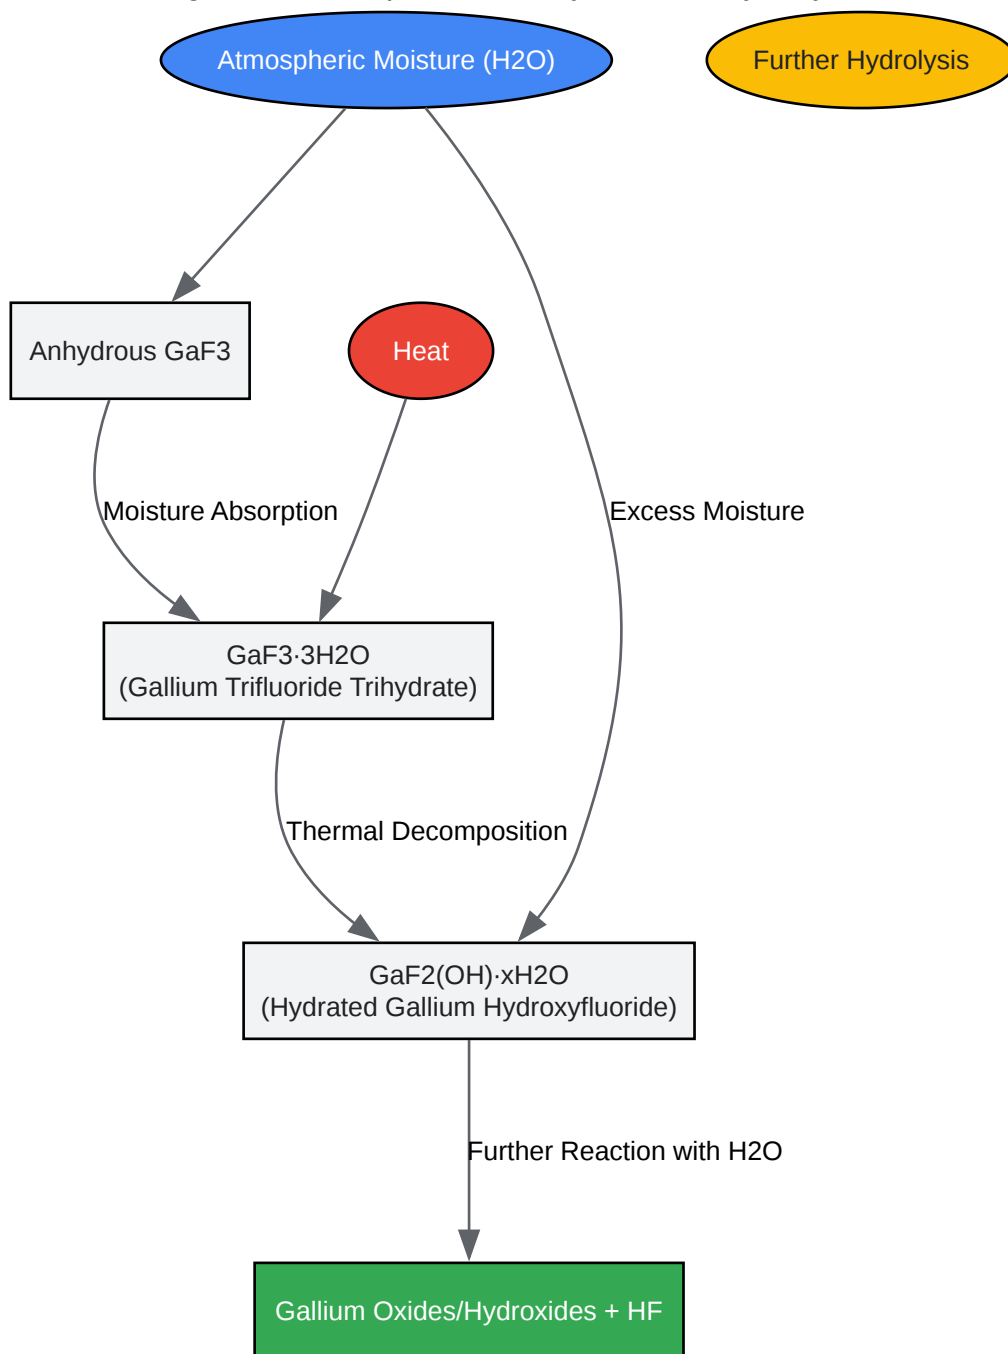 Atmospheric Moisture (H2O)
Further Hydrolysis
Anhydrous GaF3
Heat
Moisture Absorption
Excess Moisture
GaF3·3H2O
(Gallium Trifluoride Trihydrate)
Thermal Decomposition
GaF2(OH)·xH2O
(Hydrated Gallium Hydroxyfluoride)
Further Reaction with H2O
Gallium Oxides/Hydroxides + HF